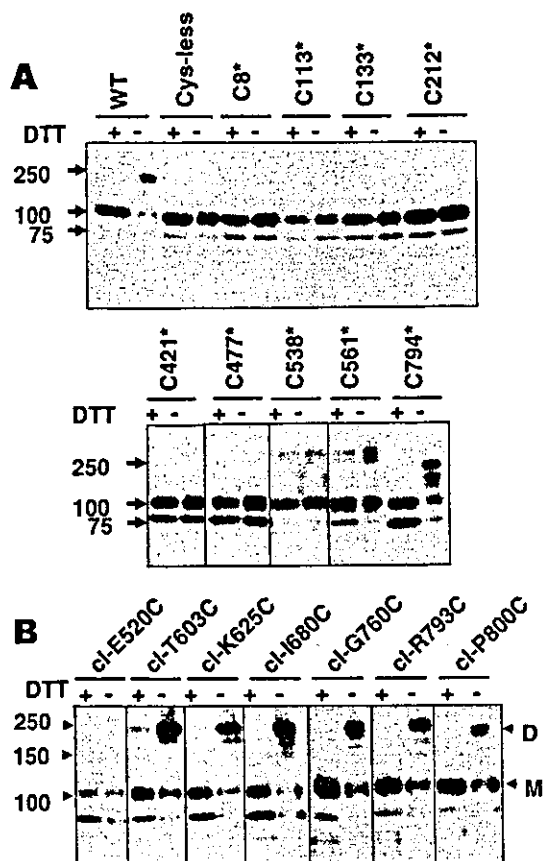 A
WT Cys-less C8* C113* C133* C212*
DTT + - + - + - + - + - + -
250
100
75
C421* C477* C538* C561* C794*
DTT + - + - + - + - + -
250
100
75
B
cl-E520C cl-T603C cl-K625C cl-I680C cl-G760C cl-R793C cl-P800C
DTT + - + - + - + - + - + - + -
250 D
150
100 M